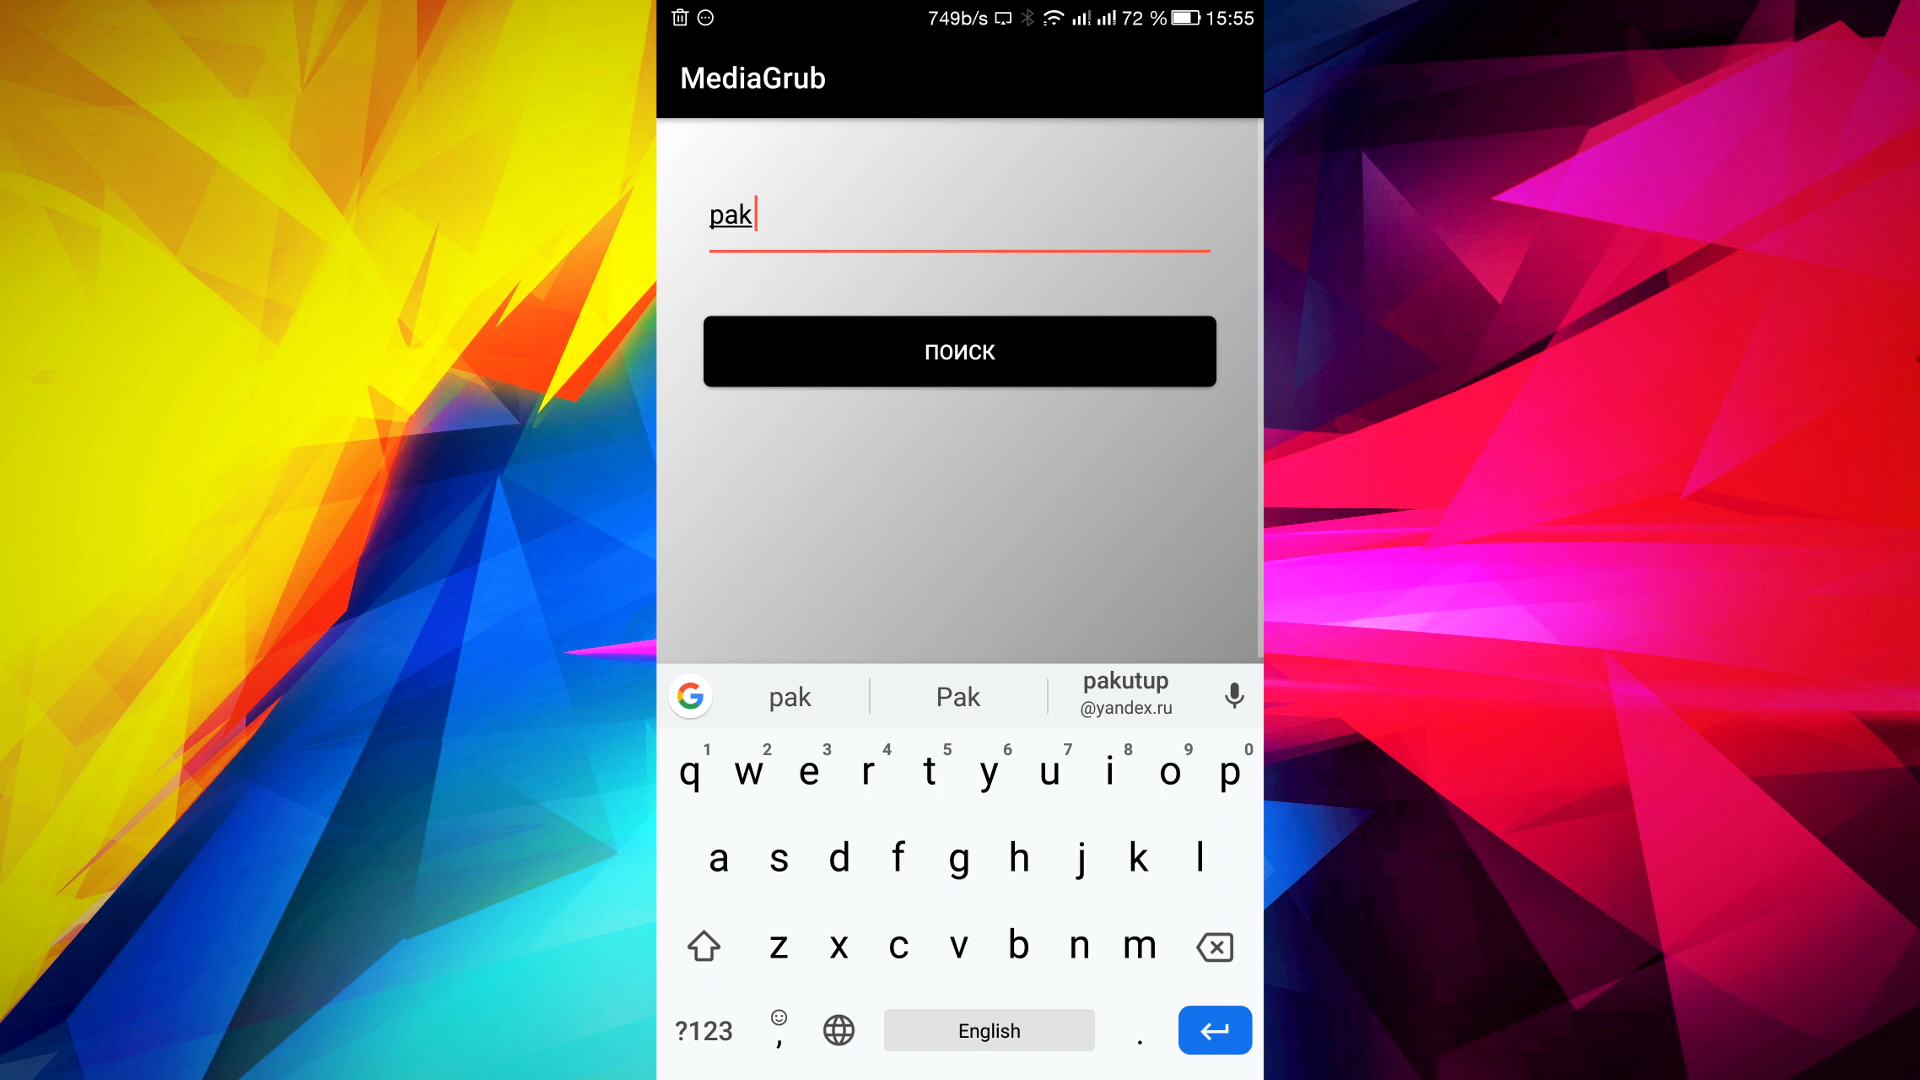 749b/s 72 % 15:55
MediaGrub
pak
ПОИСК
pak Pak pakutup
@yandex.ru
1 2 3 4 5 6 7 8 9 0
q w e r t y u i o p
a s d f g h j k l
z x c v b n m
?123 , English .